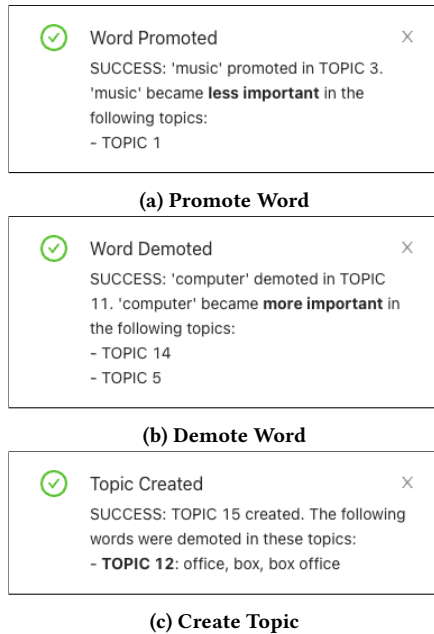 Word Promoted X
SUCCESS: 'music' promoted in TOPIC 3.
'music' became less important in the
following topics:
- TOPIC 1
(a) Promote Word
Word Demoted X
SUCCESS: 'computer' demoted in TOPIC
11. 'computer' became more important in
the following topics:
- TOPIC 14
- TOPIC 5
(b) Demote Word
Topic Created X
SUCCESS: TOPIC 15 created. The following
words were demoted in these topics:
- TOPIC 12: office, box, box office
(c) Create Topic